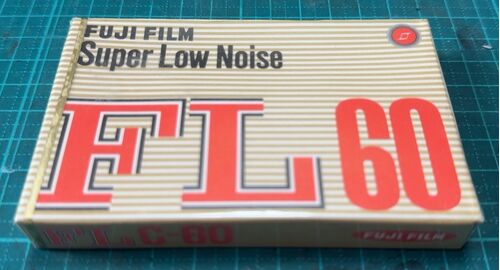 FUJI FILM
Super Low Noise
FL 60
FL C-60
FUJI FILM